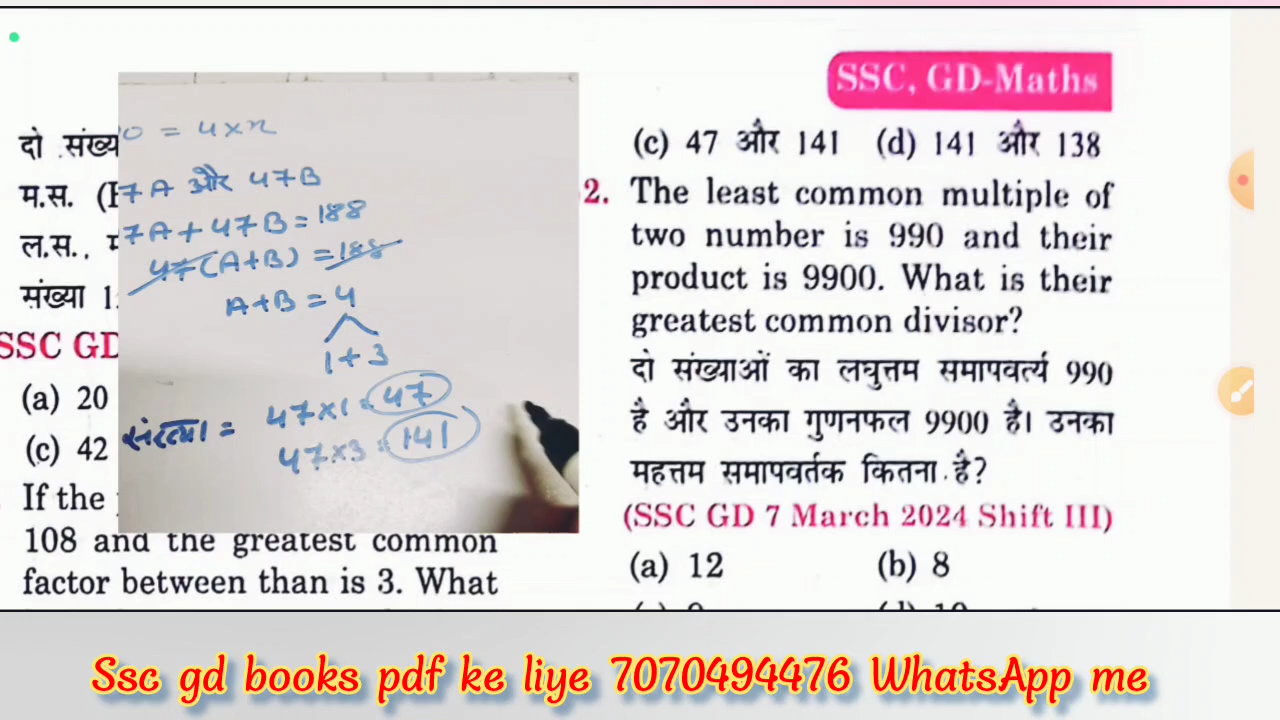 SSC, GD-Maths
दो संख्य
म.स. (
ल.स.,
संख्या 1
SSC GD
(a) 20
(c) 42
If the
108 and the greatest common
factor between than is 3. What
0 = 4×x
7A और 47B
7A + 47B = 188
47(A+B) = 188
A+B = 4
1 + 3
संख्या = 47×1 = 47
47×3 = 141
(c) 47 और 141 (d) 141 और 138
2. The least common multiple of
two number is 990 and their
product is 9900. What is their
greatest common divisor?
दो संख्याओं का लघुत्तम समापवर्त्य 990
है और उनका गुणनफल 9900 है। उनका
महत्तम समापवर्तक कितना है?
(SSC GD 7 March 2024 Shift III)
(a) 12 (b) 8
Ssc gd books pdf ke liye 7070494476 WhatsApp me